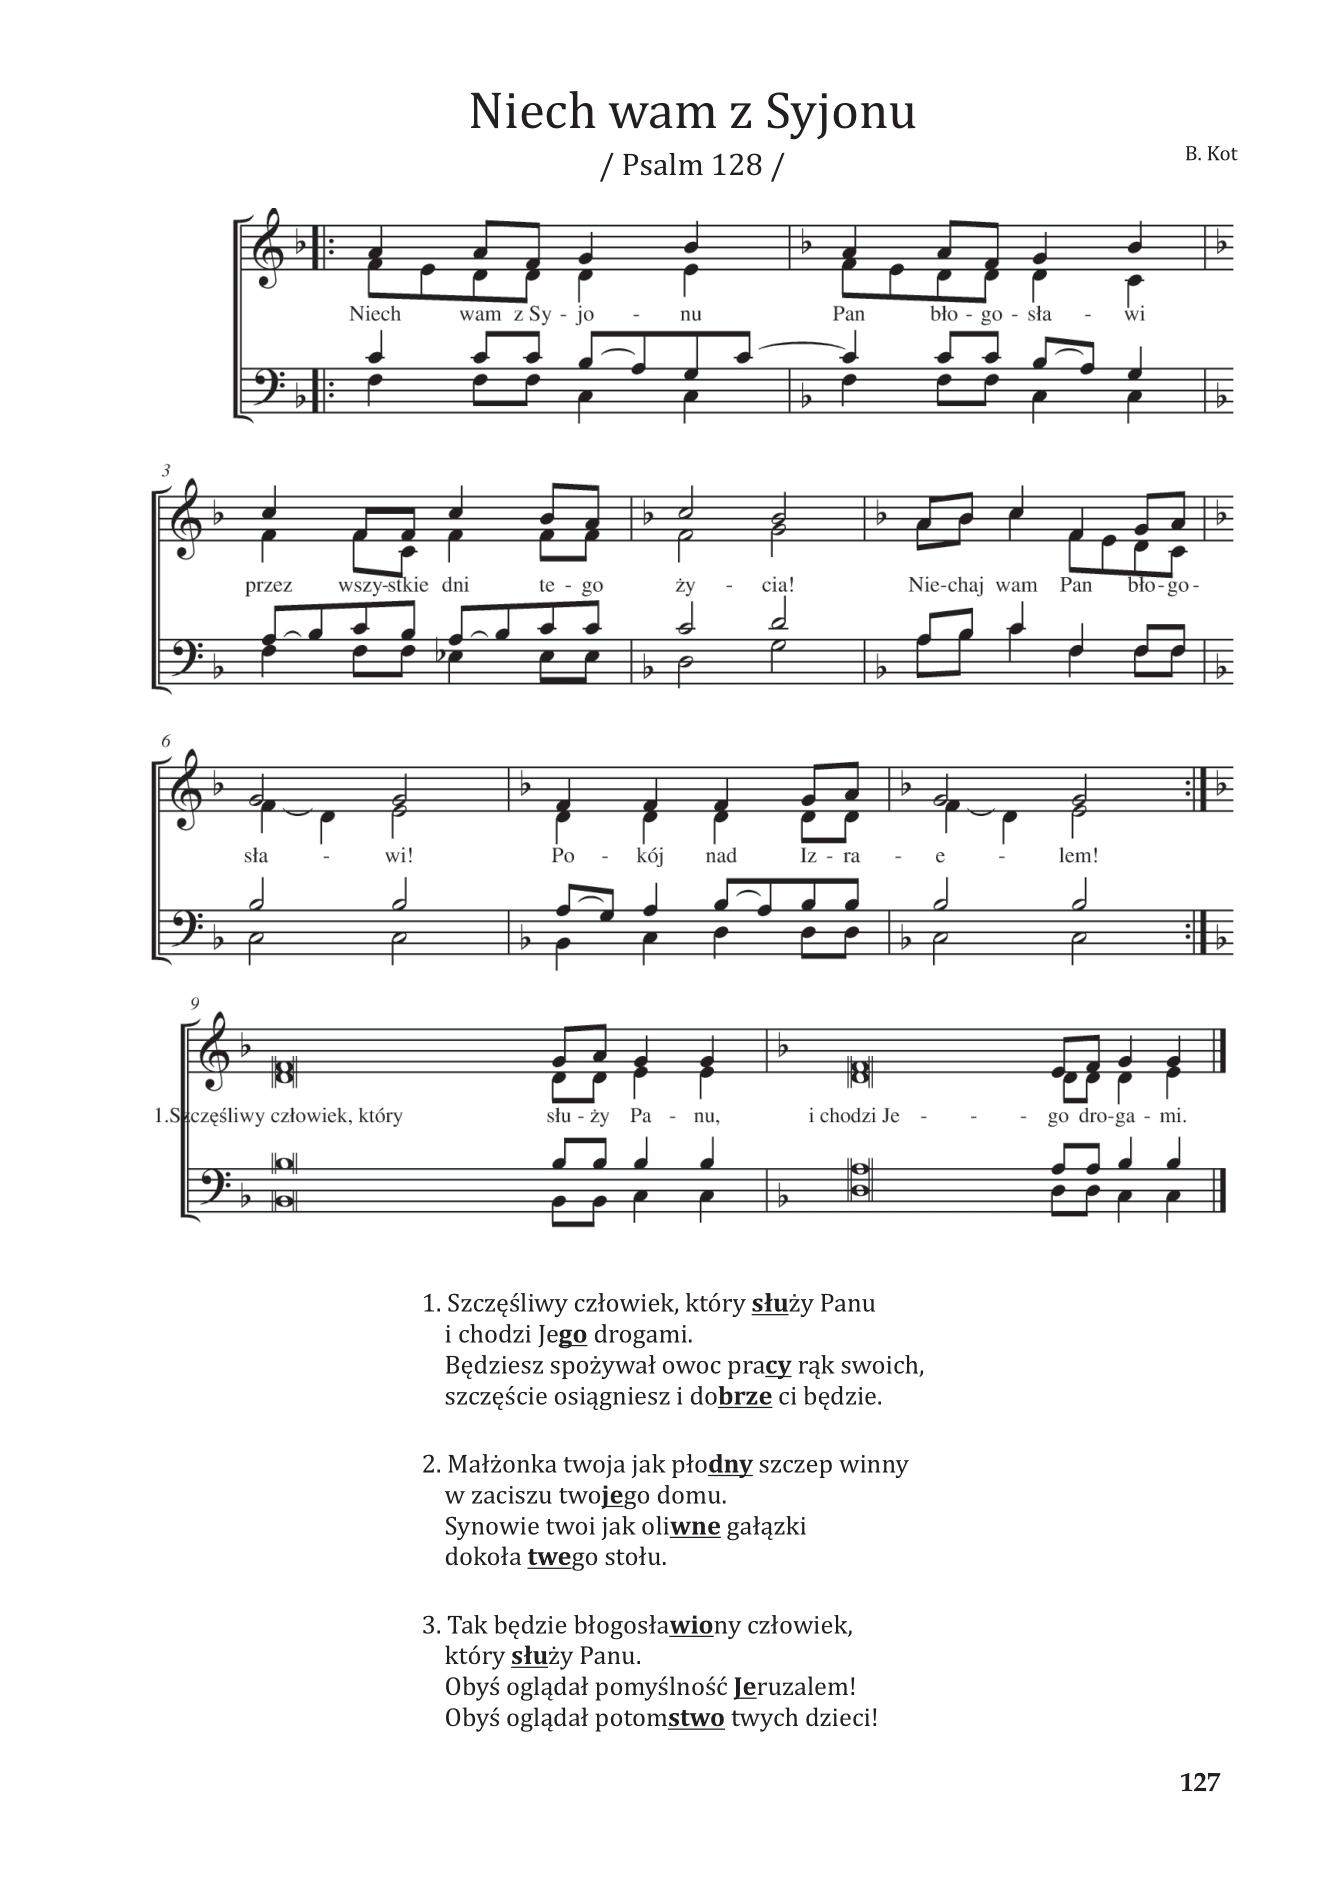 Niech wam z Syjonu
/ Psalm 128 /
B. Kot
Niech wam z Sy - jo - nu Pan bło - go - sła - wi
3
przez wszy-stkie dni te - go ży - cia! Nie-chaj wam Pan bło-go-
6
sła - wi! Po - kój nad Iz - ra - e - lem!
9
1.Szczęśliwy człowiek, który słu - ży Pa - nu, i chodzi Je - - - go dro-ga - mi.
1. Szczęśliwy człowiek, który służy Panu
i chodzi Jego drogami.
Będziesz spożywał owoc pracy rąk swoich,
szczęście osiągniesz i dobrze ci będzie.
2. Małżonka twoja jak płodny szczep winny
w zaciszu twojego domu.
Synowie twoi jak oliwne gałązki
dokoła twego stołu.
3. Tak będzie błogosławiony człowiek,
który służy Panu.
Obyś oglądał pomyślność Jeruzalem!
Obyś oglądał potomstwo twych dzieci!
127